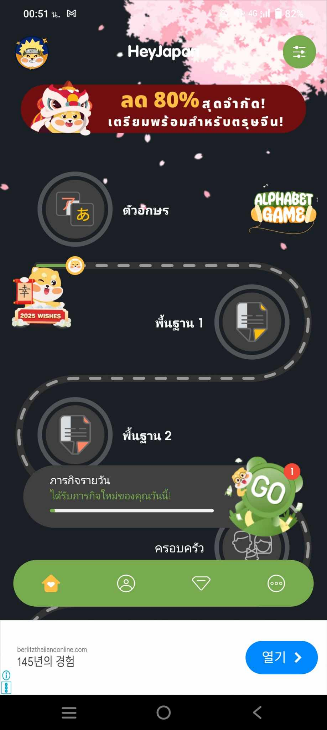 00:51 น.
HeyJapan
ลด 80% สุดจำกัด!
เตรียมพร้อมสำหรับตรุษจีน!
ตัวอักษร
ALPHABET
GAME
幸
2025 WISHES
พื้นฐาน 1
พื้นฐาน 2
ภารกิจรายวัน
ได้รับภารกิจใหม่ของคุณวันนี้!
GO
1
ครอบครัว
berlitzthailandonline.com
145년의 경험
열기